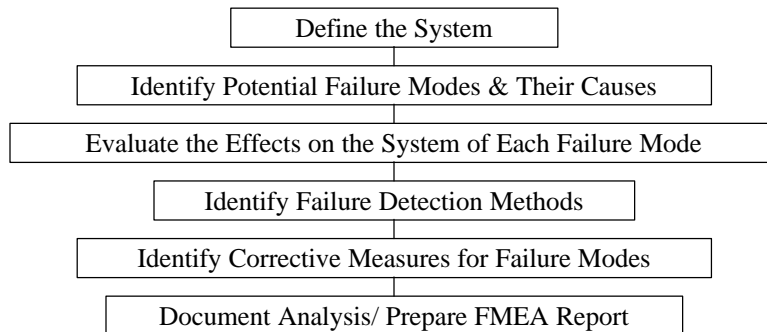 Define the System
Identify Potential Failure Modes & Their Causes
Evaluate the Effects on the System of Each Failure Mode
Identify Failure Detection Methods
Identify Corrective Measures for Failure Modes
Document Analysis/ Prepare FMEA Report